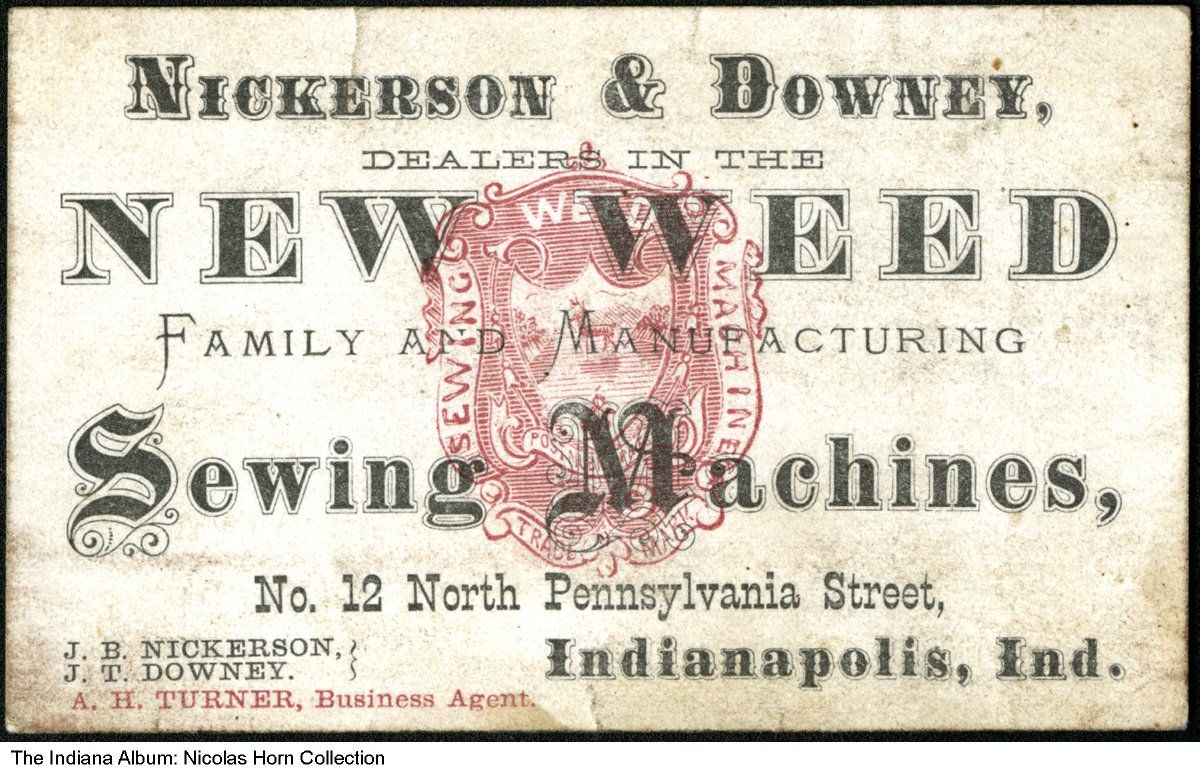 Nickerson & Downey,
DEALERS IN THE
NEW WEED
Family and Manufacturing
Sewing Machines,
WEED
SEWING
MACHINE
TRADE MARK
No. 12 North Pennsylvania Street,
Indianapolis, Ind.
J. B. NICKERSON,
J. T. DOWNEY.
A. H. TURNER, Business Agent.
The Indiana Album: Nicolas Horn Collection